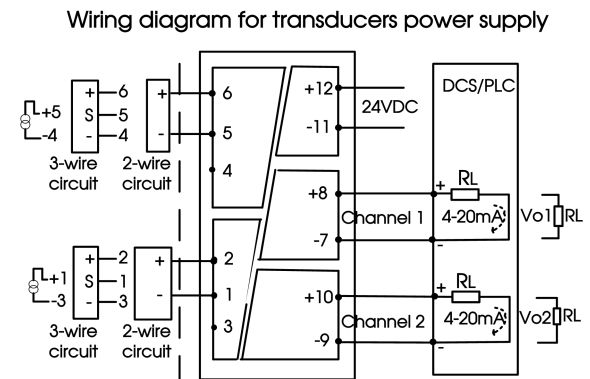 Wiring diagram for transducers power supply
+ 6
S 5
- 4
+5
-4
3-wire
circuit
+
-
2-wire
circuit
6
5
4
+12
-11
24VDC
DCS/PLC
+8
-7
Channel 1
+
RL
4-20mA
-
Vo1 RL
+ 2
S 1
- 3
+1
-3
3-wire
circuit
+
-
2-wire
circuit
2
1
3
+10
-9
Channel 2
+
RL
4-20mA
-
Vo2 RL